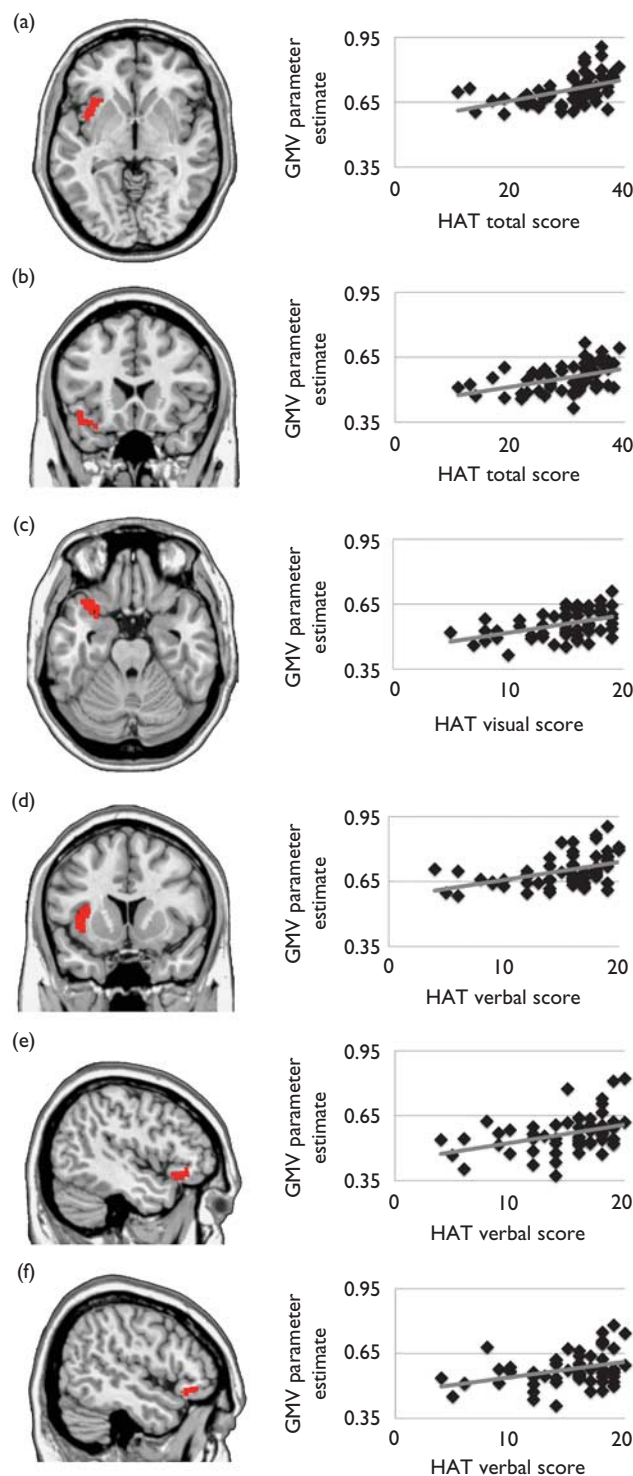 (a)
GMV parameter
estimate
0.95
0.65
0.35
0
20
40
HAT total score
(b)
GMV parameter
estimate
0.95
0.65
0.35
0
20
40
HAT total score
(c)
GMV parameter
estimate
0.95
0.65
0.35
0
10
20
HAT visual score
(d)
GMV parameter
estimate
0.95
0.65
0.35
0
10
20
HAT verbal score
(e)
GMV parameter
estimate
0.95
0.65
0.35
0
10
20
HAT verbal score
(f)
GMV parameter
estimate
0.95
0.65
0.35
0
10
20
HAT verbal score